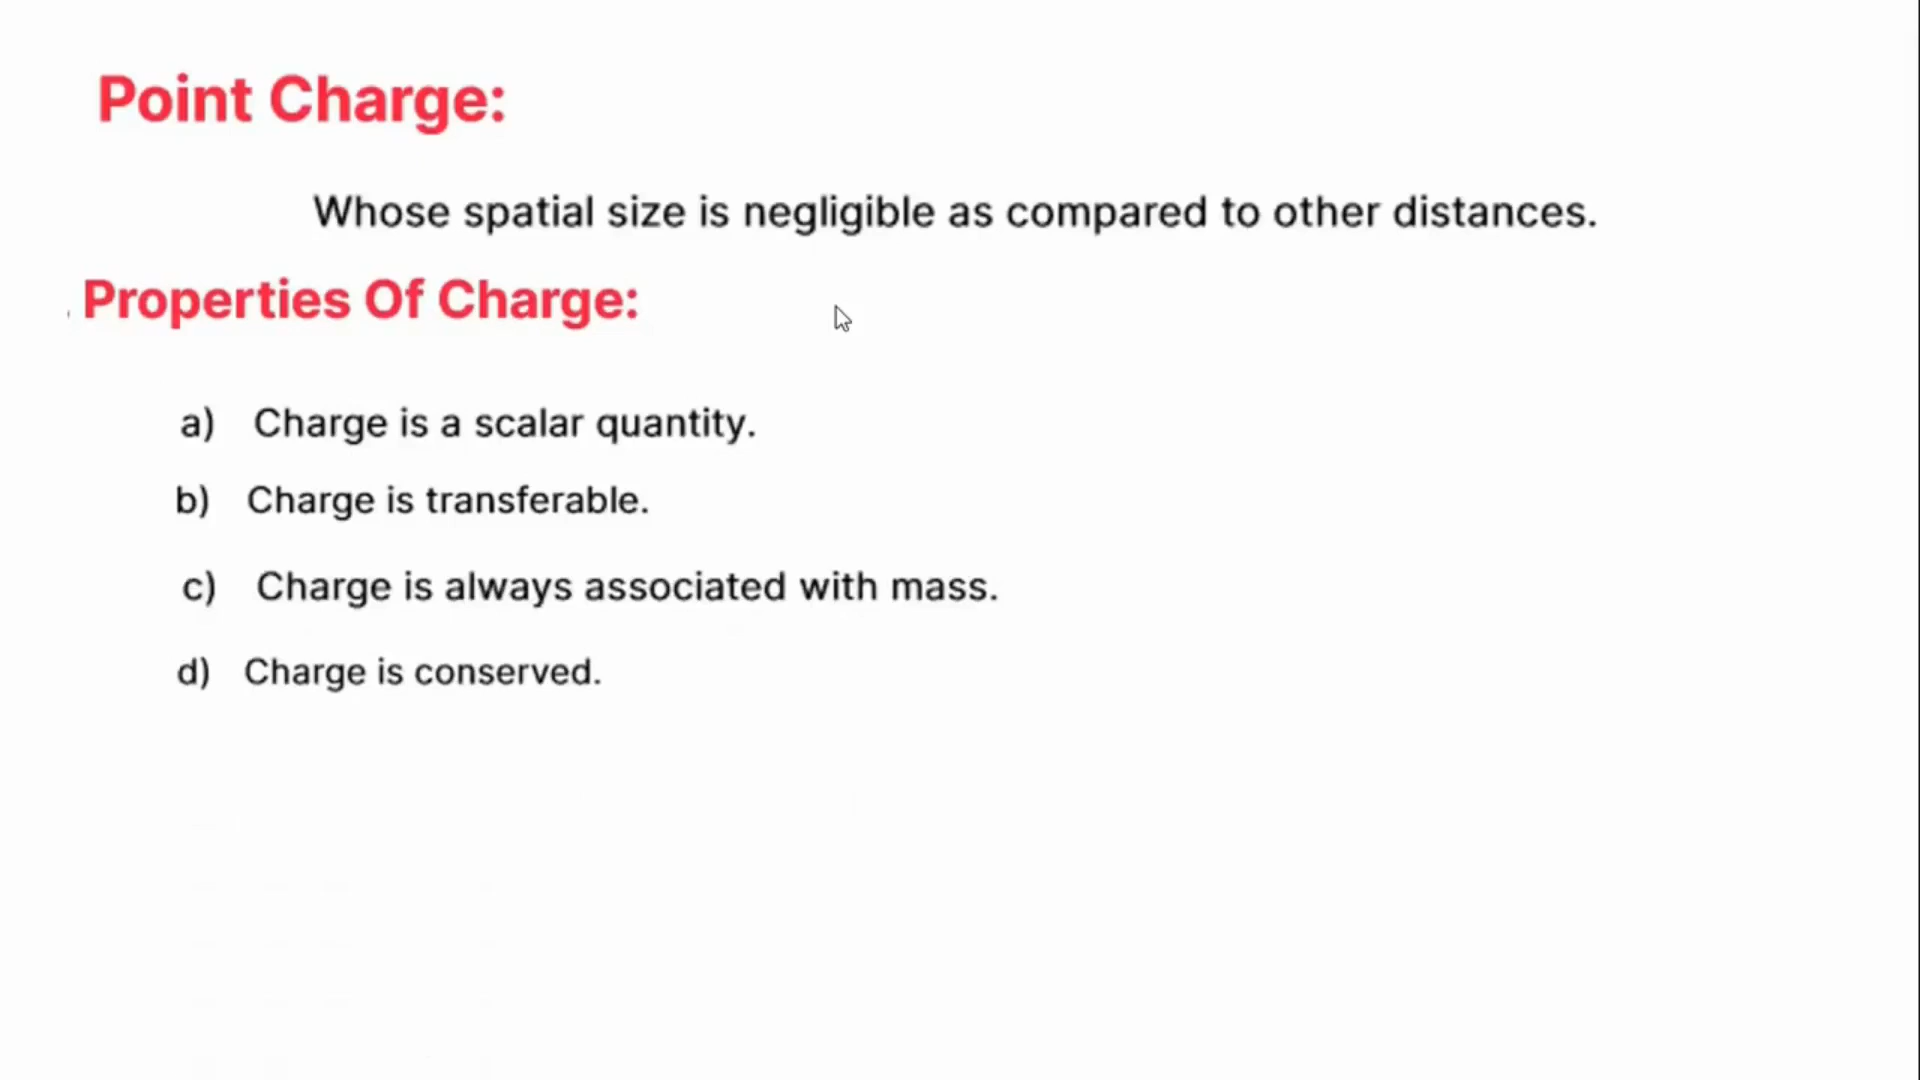 Point Charge:
Whose spatial size is negligible as compared to other distances.
Properties Of Charge:
a) Charge is a scalar quantity.
b) Charge is transferable.
c) Charge is always associated with mass.
d) Charge is conserved.